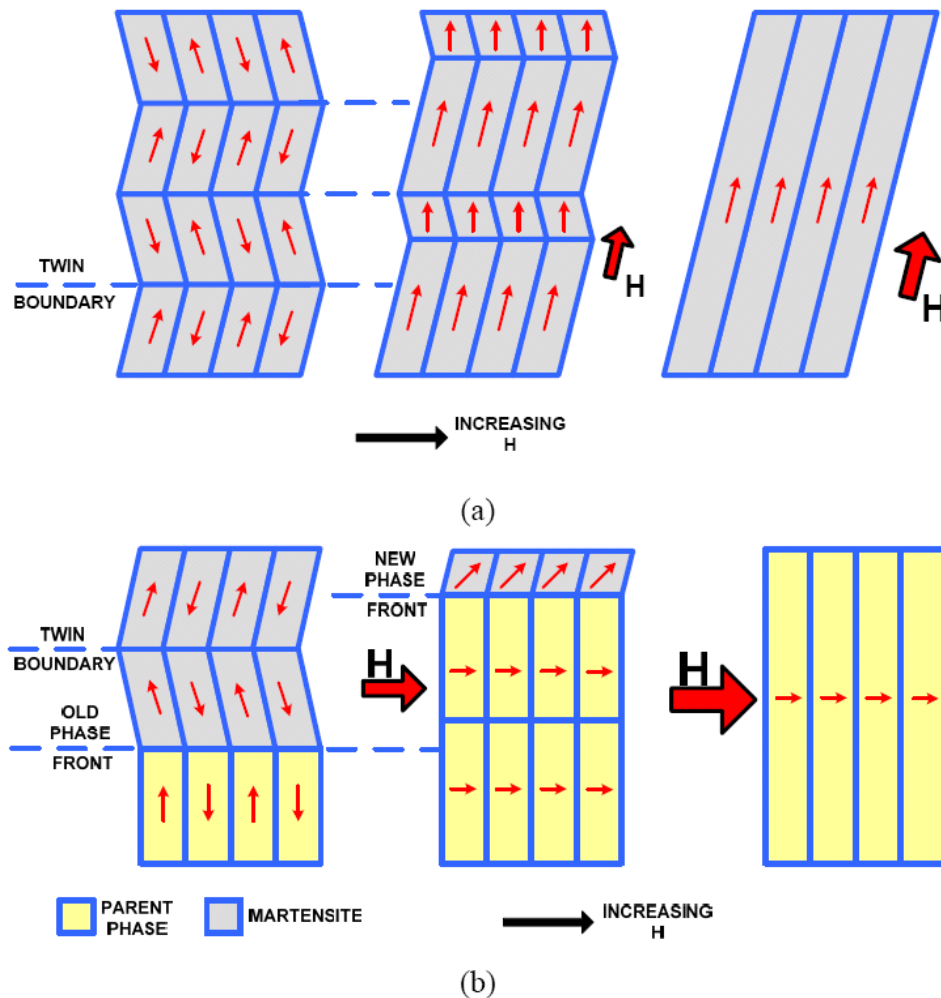 TWIN
BOUNDARY
H
H
INCREASING
H
(a)
NEW
PHASE
FRONT
TWIN
BOUNDARY
H
H
OLD
PHASE
FRONT
PARENT
PHASE
MARTENSITE
INCREASING
H
(b)